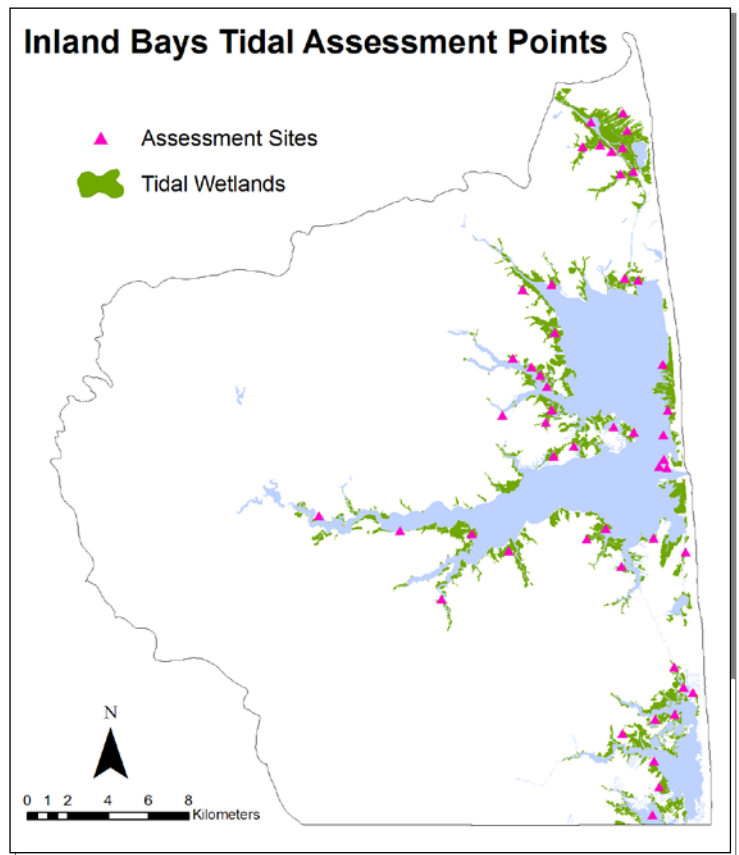 Inland Bays Tidal Assessment Points
Assessment Sites
Tidal Wetlands
N
0 1 2 4 6 8
Kilometers